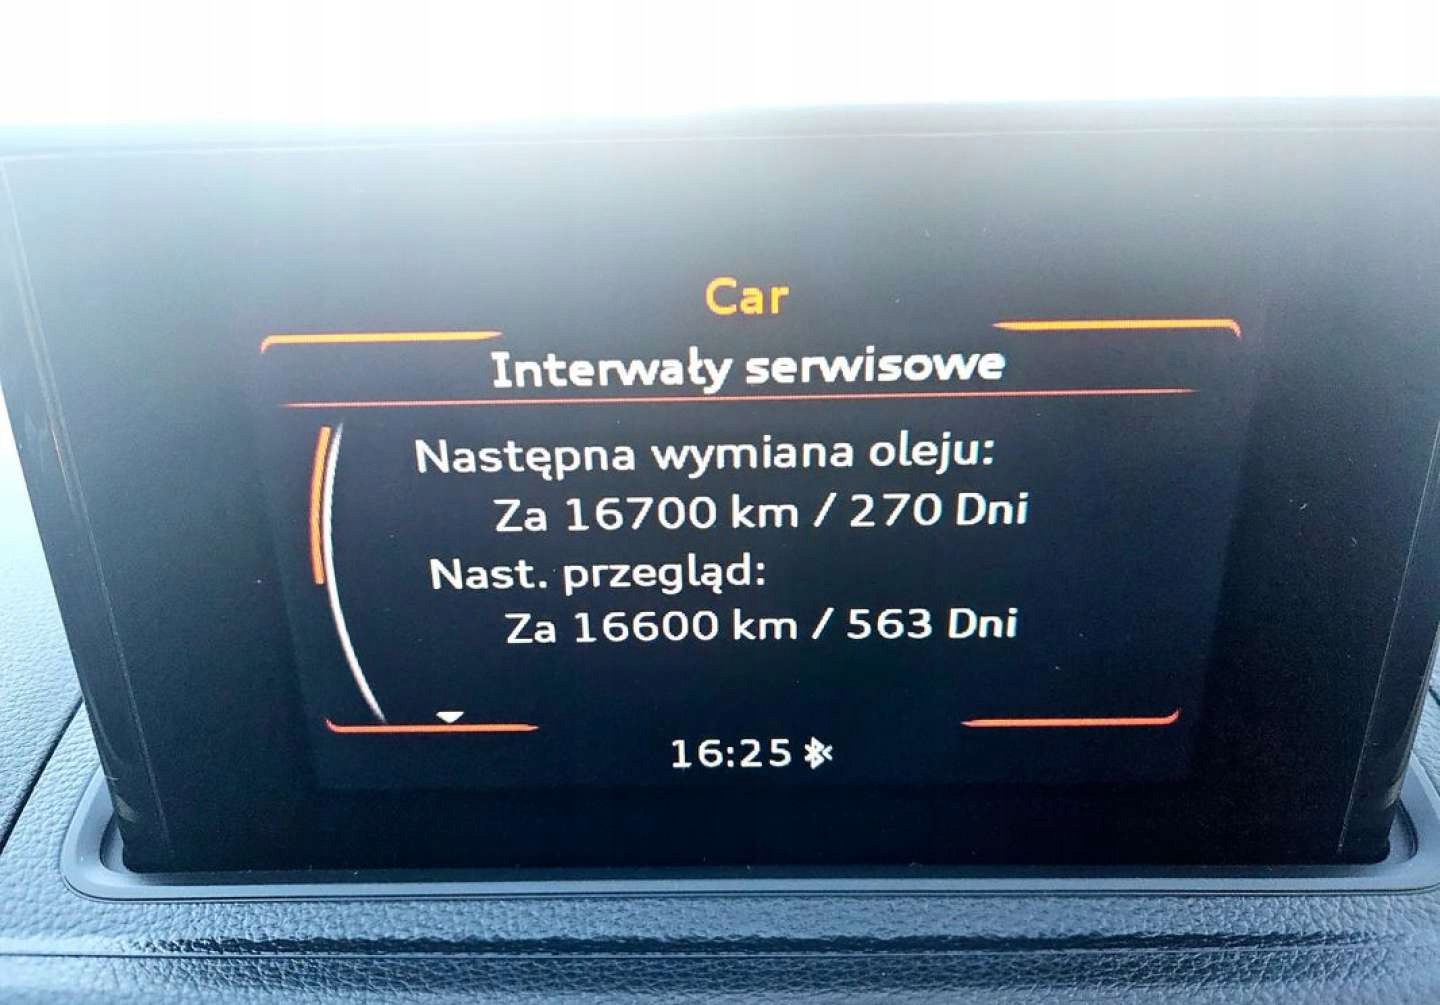 Car
Interwały serwisowe
Następna wymiana oleju:
Za 16700 km / 270 Dni
Nast. przegląd:
Za 16600 km / 563 Dni
16:25